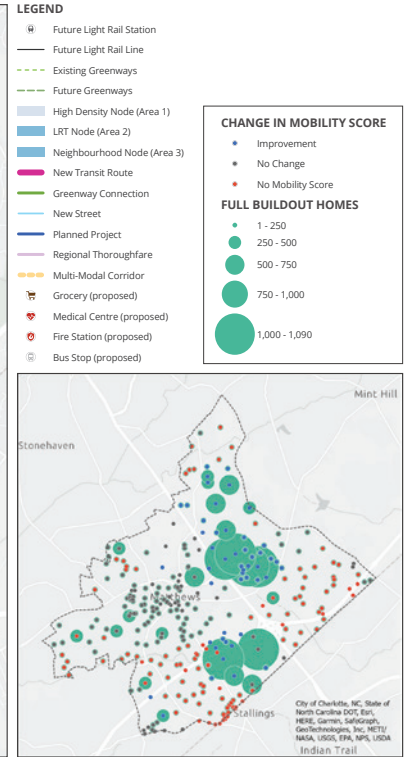 LEGEND
Future Light Rail Station
Future Light Rail Line
Existing Greenways
Future Greenways
High Density Node (Area 1)
LRT Node (Area 2)
Neighbourhood Node (Area 3)
New Transit Route
Greenway Connection
New Street
Planned Project
Regional Thoroughfare
Multi-Modal Corridor
Grocery (proposed)
Medical Centre (proposed)
Fire Station (proposed)
Bus Stop (proposed)
CHANGE IN MOBILITY SCORE
Improvement
No Change
No Mobility Score
FULL BUILDOUT HOMES
1 - 250
250 - 500
500 - 750
750 - 1,000
1,000 - 1,090
Mint Hill
Stonehaven
Matthews
Stallings
City of Charlotte, NC, State of
North Carolina DOT, Esri,
HERE, Garmin, SafeGraph,
GeoTechnologies, Inc, METI/
NASA, USGS, EPA, NPS, USDA
Indian Trail